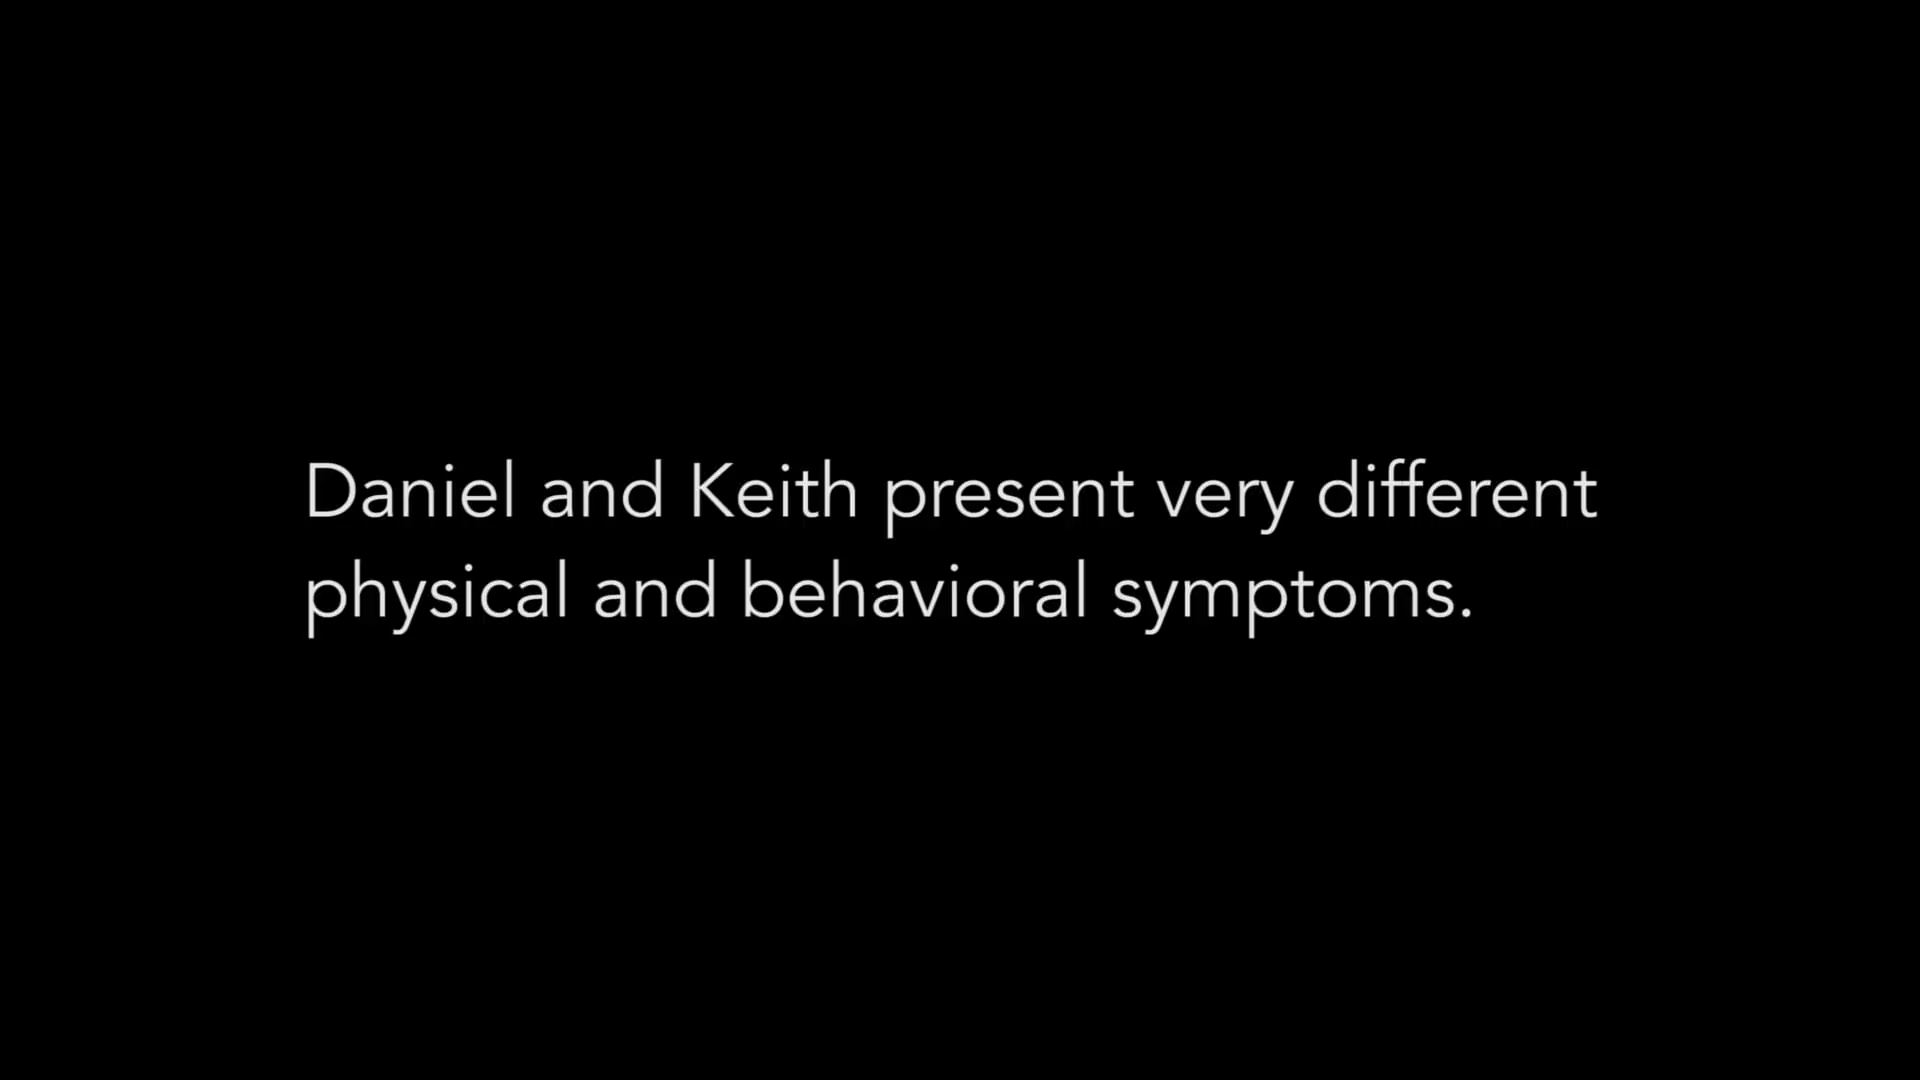 Daniel and Keith present very different
physical and behavioral symptoms.